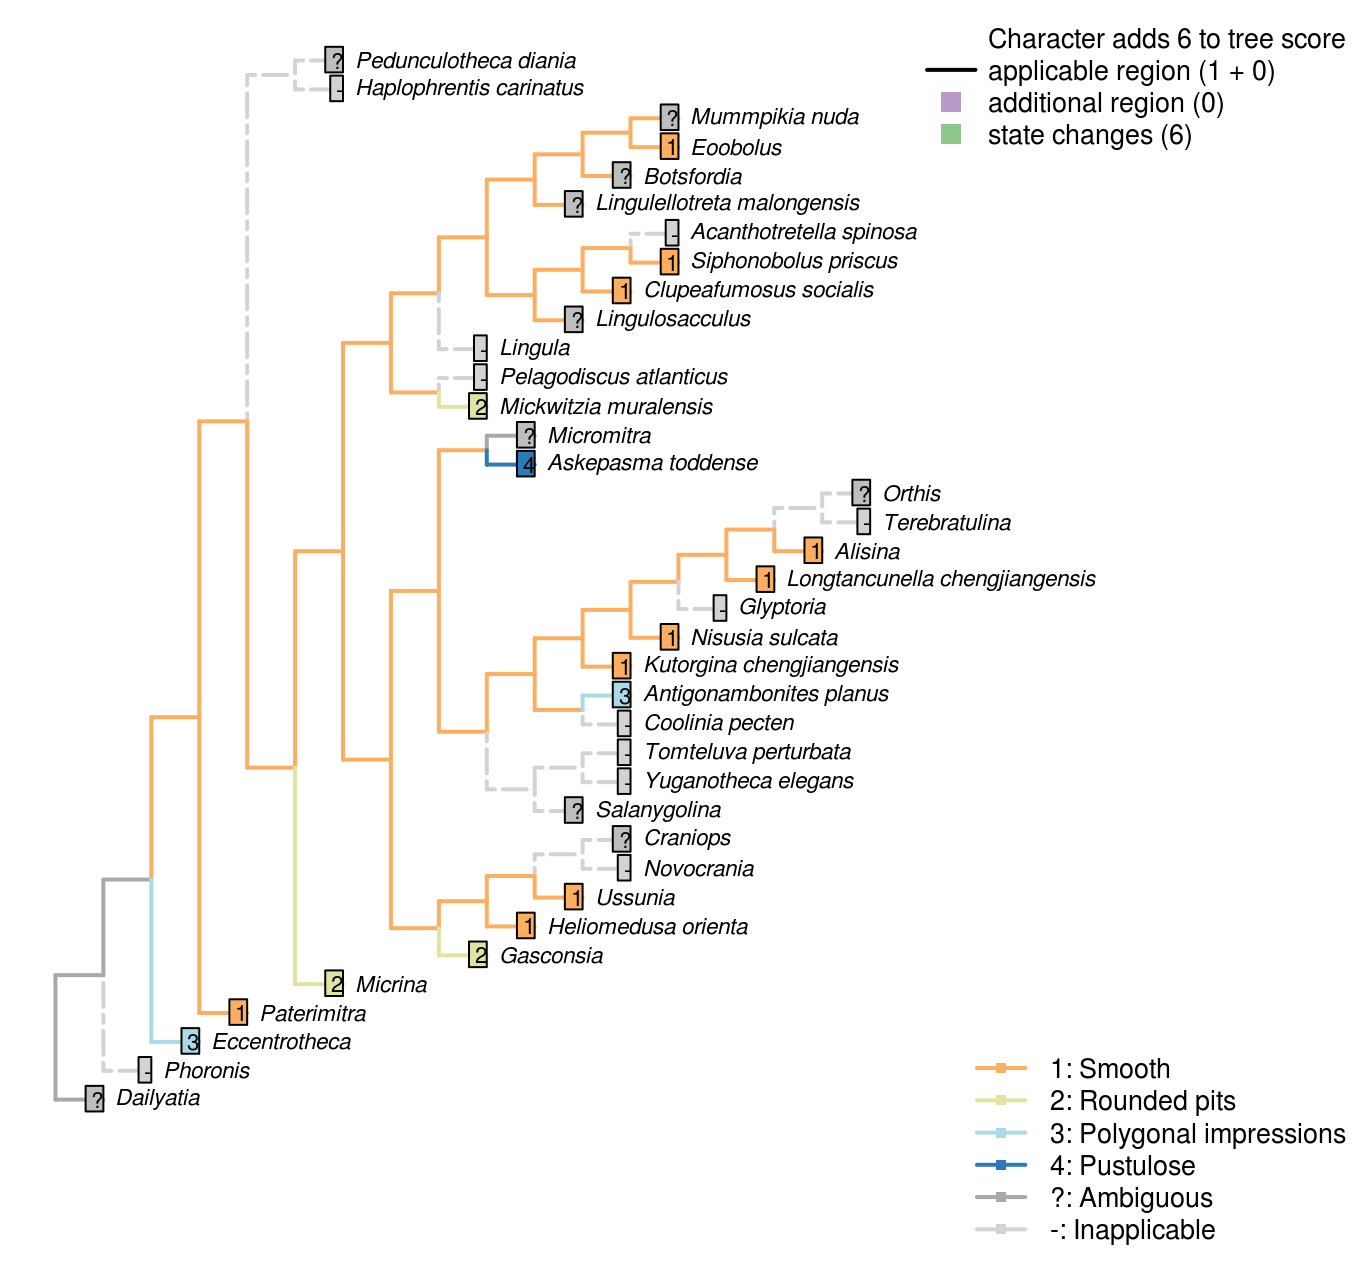 Character adds 6 to tree score
applicable region (1 + 0)
additional region (0)
state changes (6)
? Pedunculotheca diania
- Haplophrentis carinatus
? Mummpikia nuda
1 Eoobolus
? Botsfordia
? Lingulellotreta malongensis
- Acanthotretella spinosa
1 Siphonobolus priscus
1 Clupeafumosus socialis
? Lingulosacculus
- Lingula
- Pelagodiscus atlanticus
2 Mickwitzia muralensis
? Micromitra
4 Askepasma toddense
? Orthis
- Terebratulina
1 Alisina
1 Longtancunella chengjiangensis
- Glyptoria
1 Nisusia sulcata
1 Kutorgina chengjiangensis
3 Antigonambonites planus
- Coolinia pecten
- Tomteluva perturbata
- Yuganotheca elegans
? Salanygolina
? Craniops
- Novocrania
1 Ussunia
1 Heliomedusa orienta
2 Gasconsia
2 Micrina
1 Paterimitra
3 Eccentrotheca
- Phoronis
? Dailyatia
1: Smooth
2: Rounded pits
3: Polygonal impressions
4: Pustulose
?: Ambiguous
-: Inapplicable